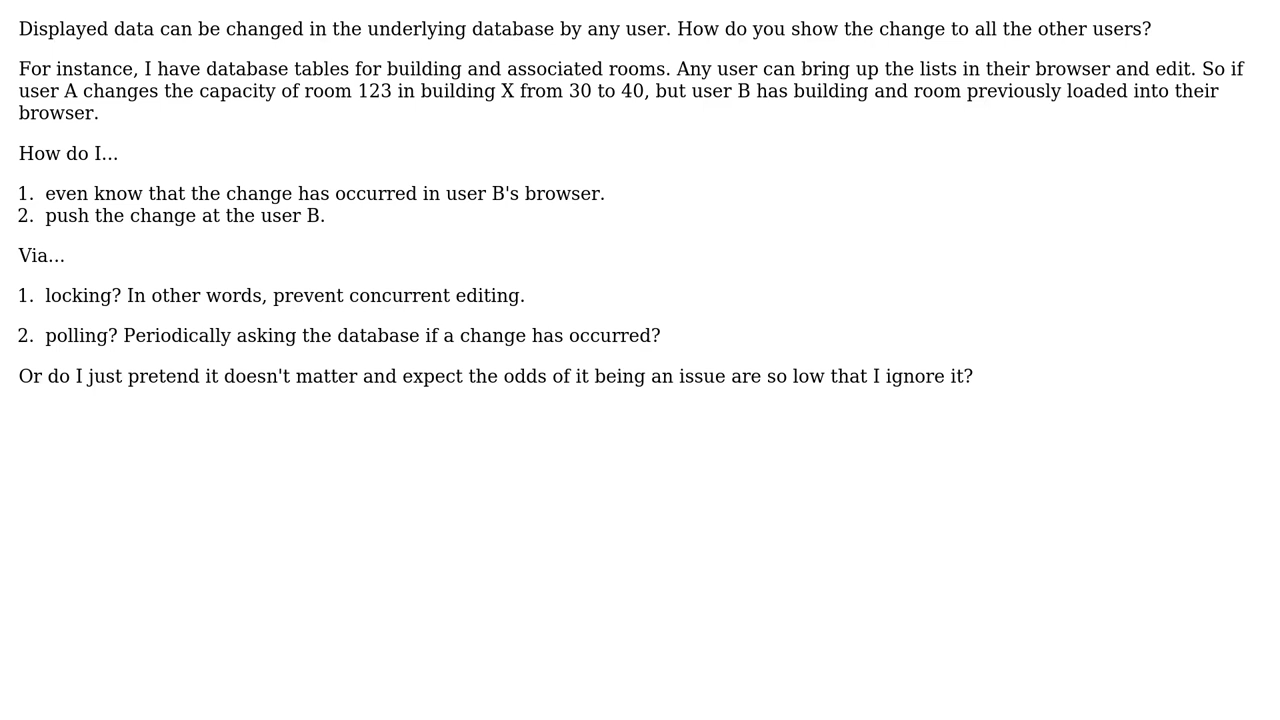 Displayed data can be changed in the underlying database by any user. How do you show the change to all the other users?
For instance, I have database tables for building and associated rooms. Any user can bring up the lists in their browser and edit. So if
user A changes the capacity of room 123 in building X from 30 to 40, but user B has building and room previously loaded into their
browser.
How do I...
1. even know that the change has occurred in user B's browser.
2. push the change at the user B.
Via...
1. locking? In other words, prevent concurrent editing.
2. polling? Periodically asking the database if a change has occurred?
Or do I just pretend it doesn't matter and expect the odds of it being an issue are so low that I ignore it?